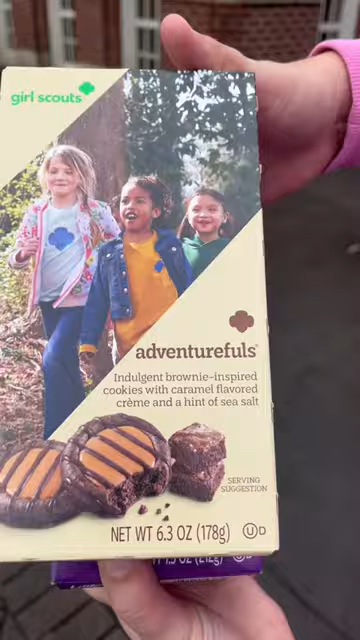 girl scouts
adventurefuls®
Indulgent brownie-inspired
cookies with caramel flavored
crème and a hint of sea salt
SERVING
SUGGESTION
NET WT 6.3 OZ (178g) U D